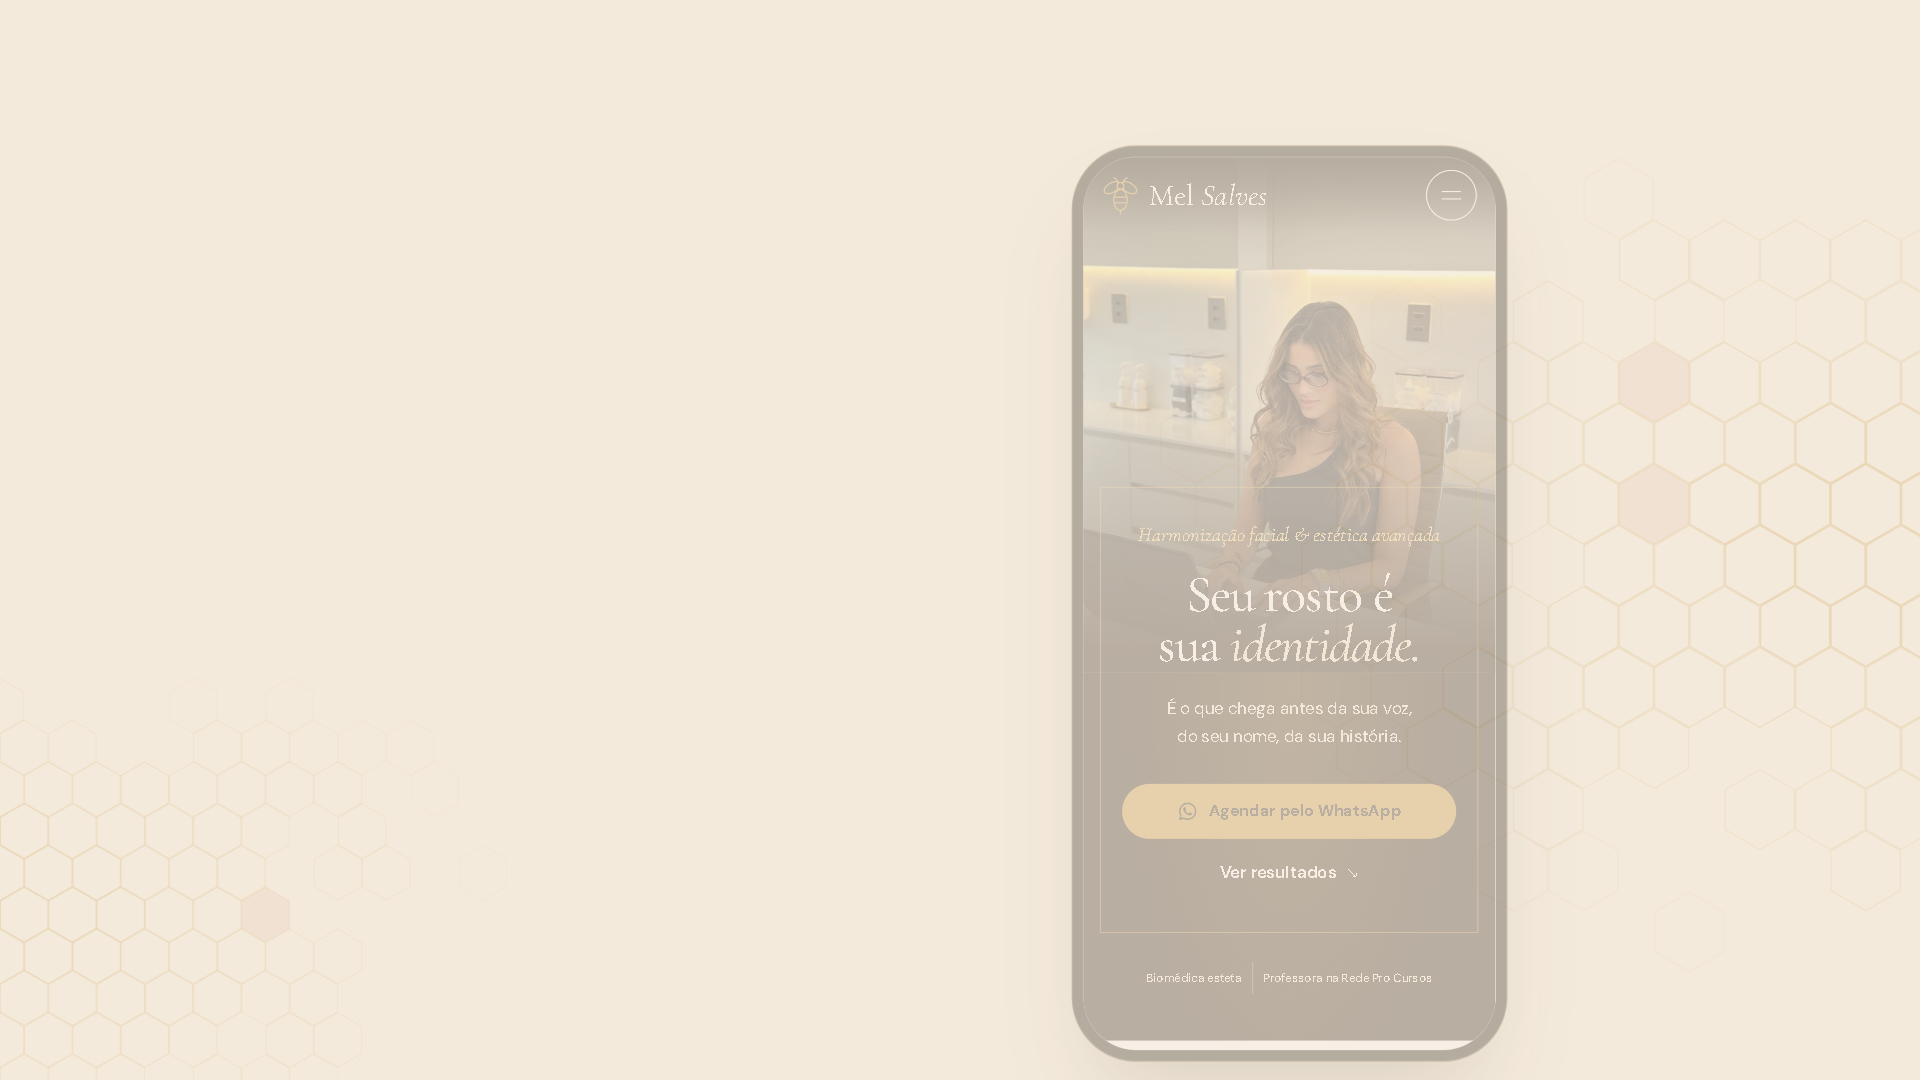 Mel Salves
Harmonização facial & estética avançada
Seu rosto é
sua identidade.
É o que chega antes da sua voz,
do seu nome, da sua história.
Agendar pelo WhatsApp
Ver resultados ↘
Biomédica esteta
Professora na Rede Pro Cursos